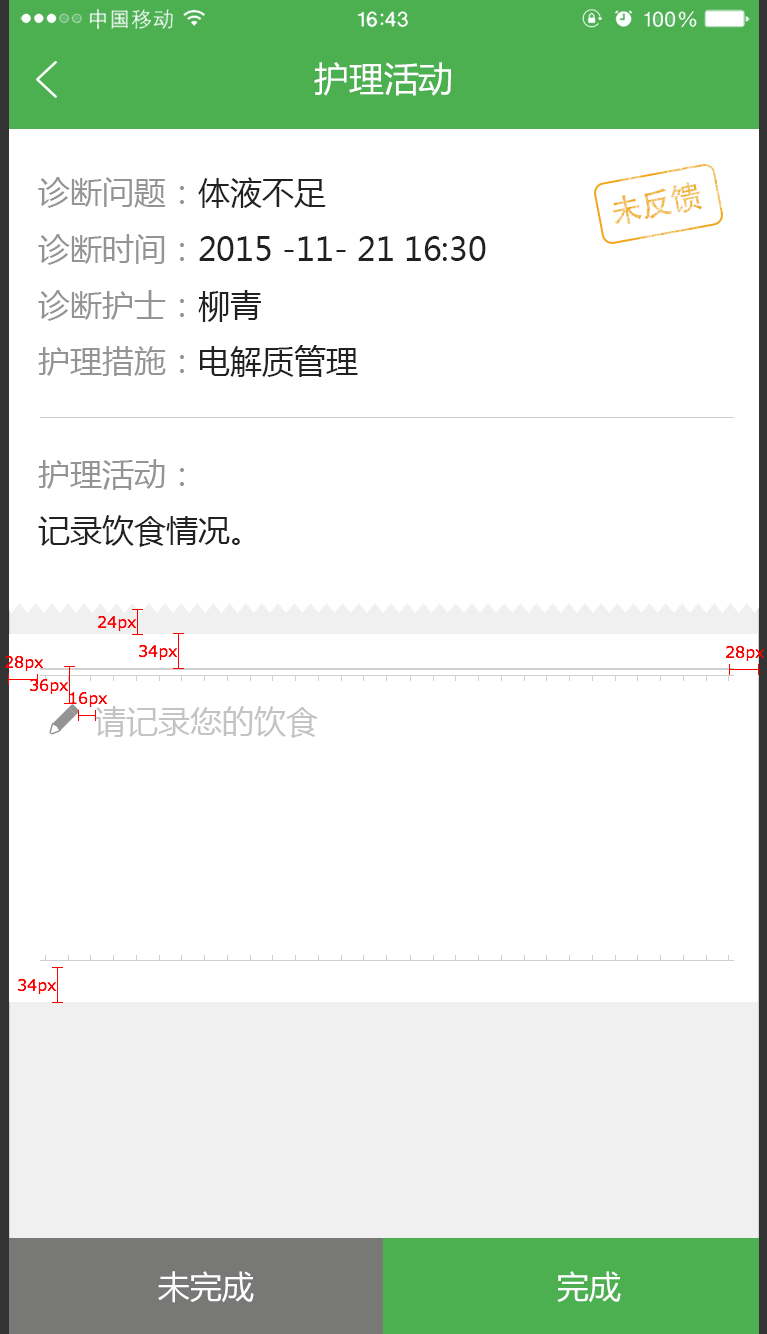 中国移动 16:43 100%
护理活动
诊断问题：体液不足
未反馈
诊断时间：2015 -11- 21 16:30
诊断护士：柳青
护理措施：电解质管理
护理活动：
记录饮食情况。
24px
34px
28px 28px
36px
16px
请记录您的饮食
34px
未完成 完成